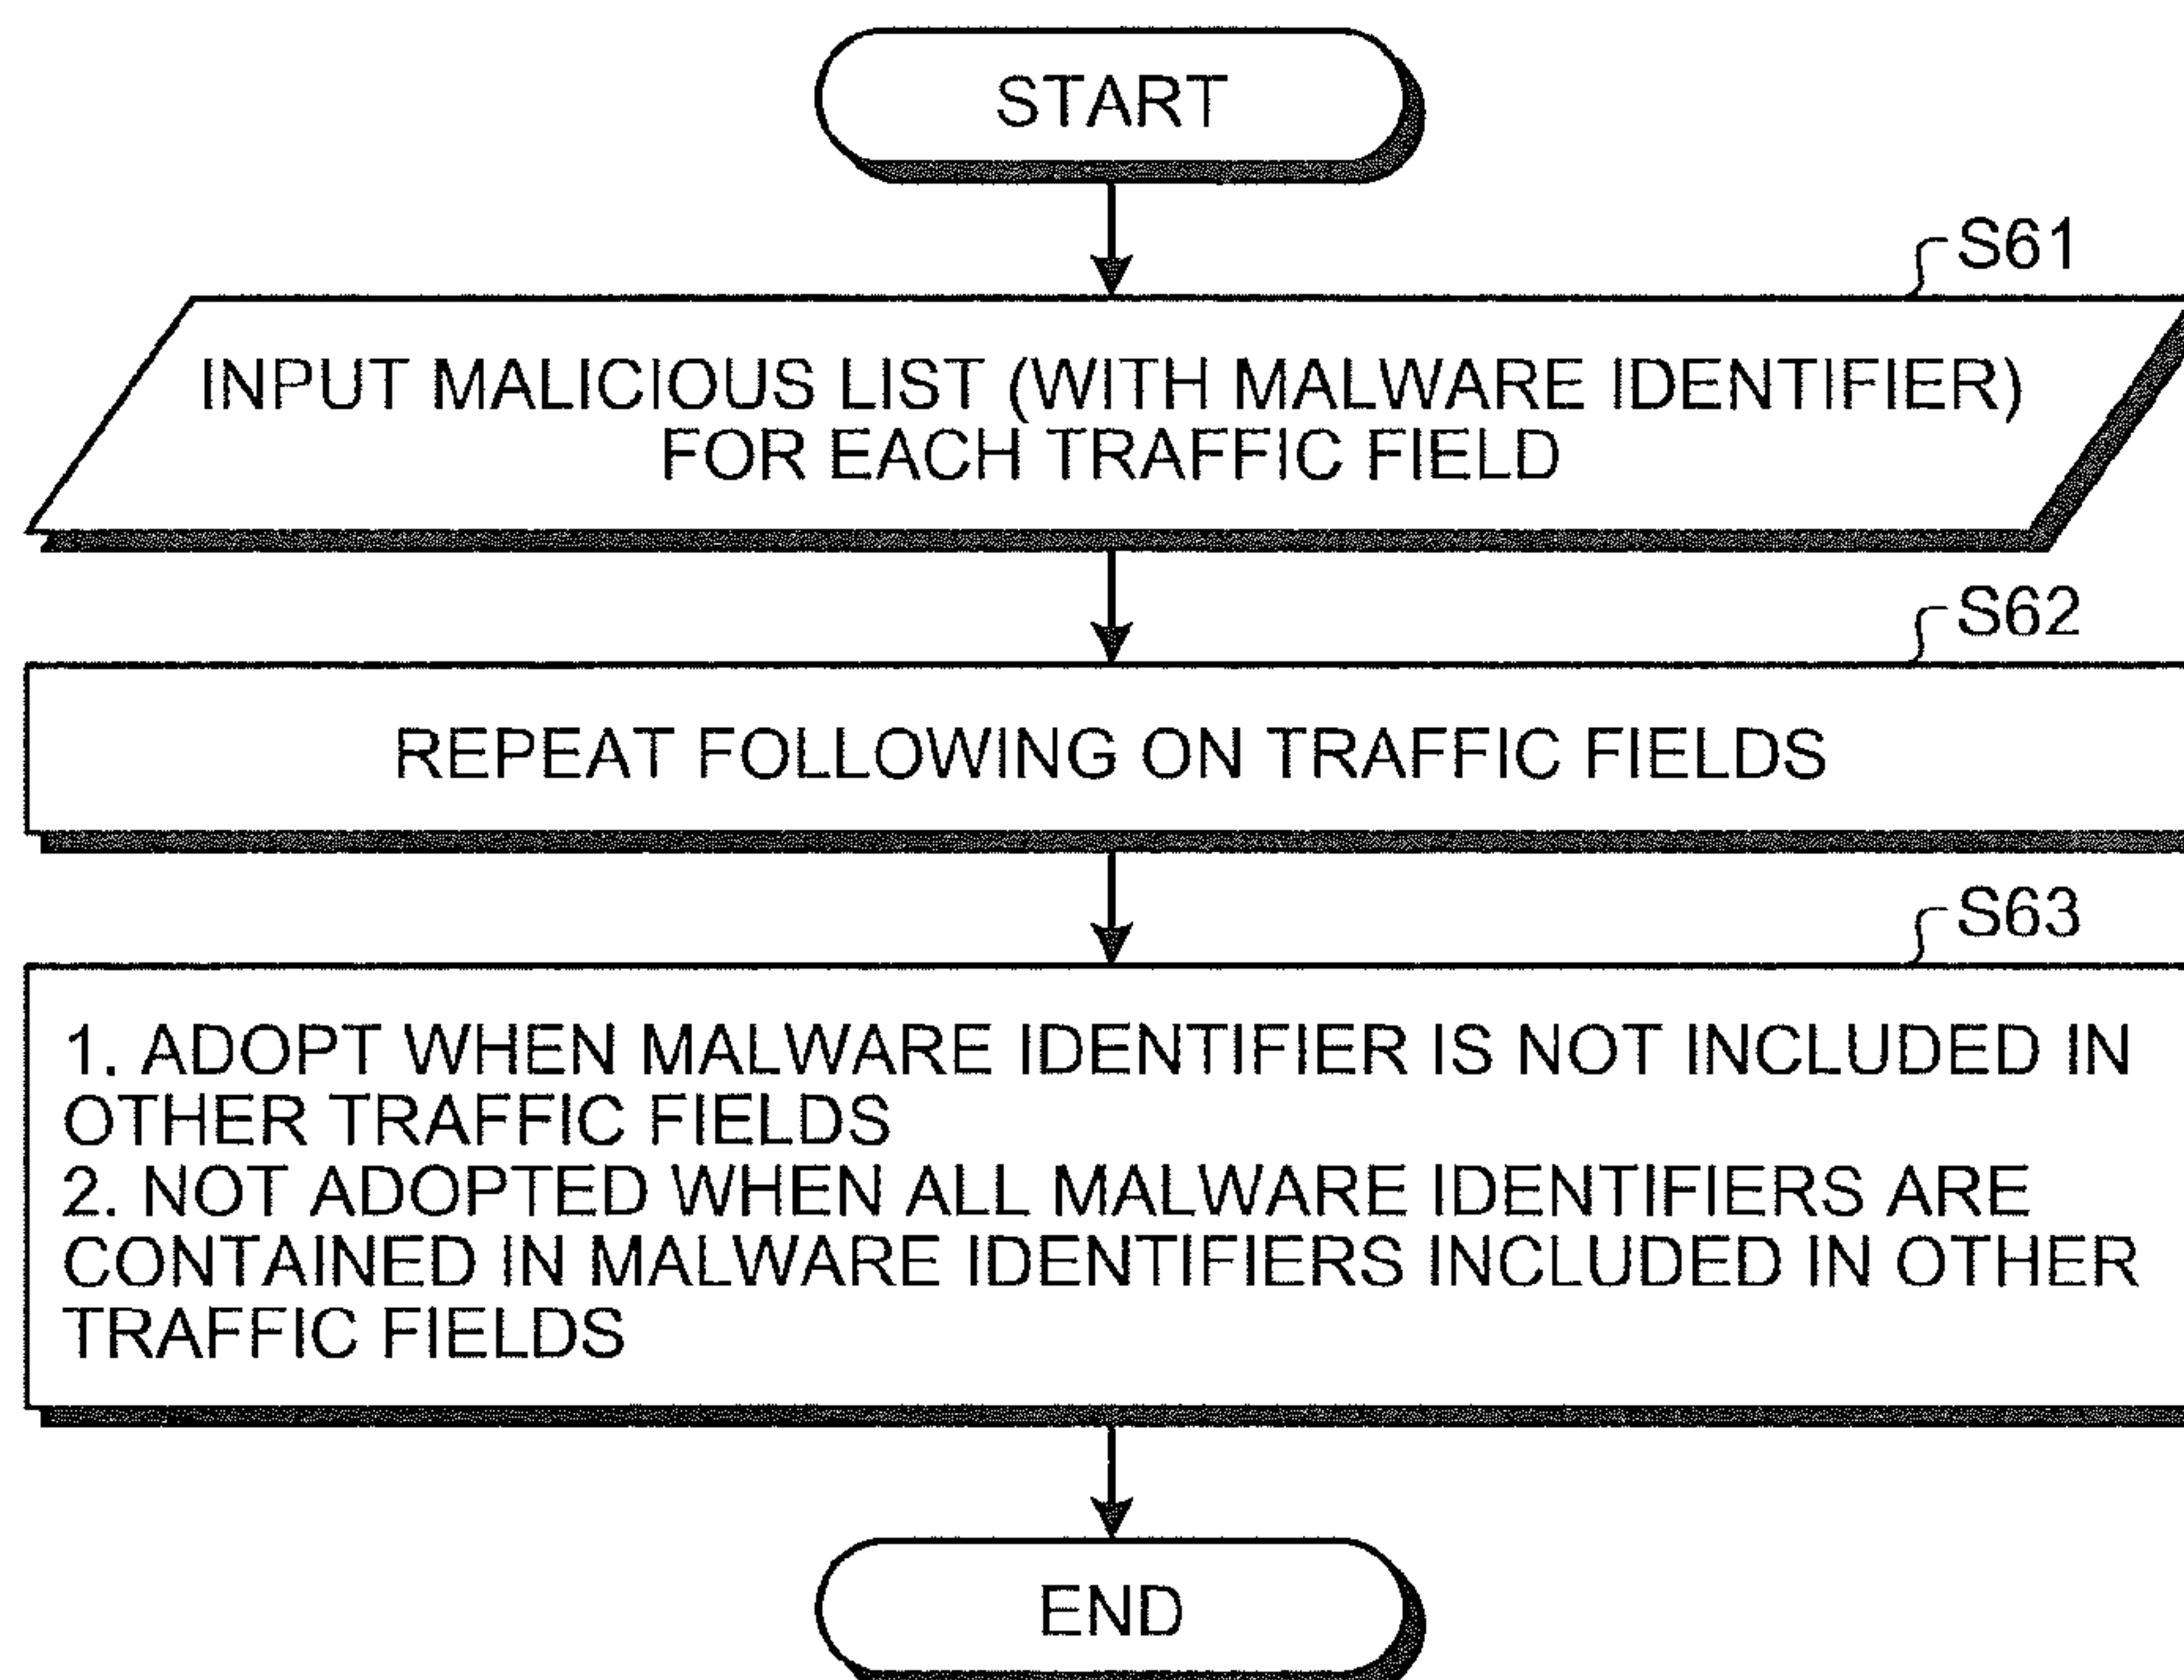 START
S61
INPUT MALICIOUS LIST (WITH MALWARE IDENTIFIER)
FOR EACH TRAFFIC FIELD
S62
REPEAT FOLLOWING ON TRAFFIC FIELDS
S63
1. ADOPT WHEN MALWARE IDENTIFIER IS NOT INCLUDED IN
OTHER TRAFFIC FIELDS
2. NOT ADOPTED WHEN ALL MALWARE IDENTIFIERS ARE
CONTAINED IN MALWARE IDENTIFIERS INCLUDED IN OTHER
TRAFFIC FIELDS
END